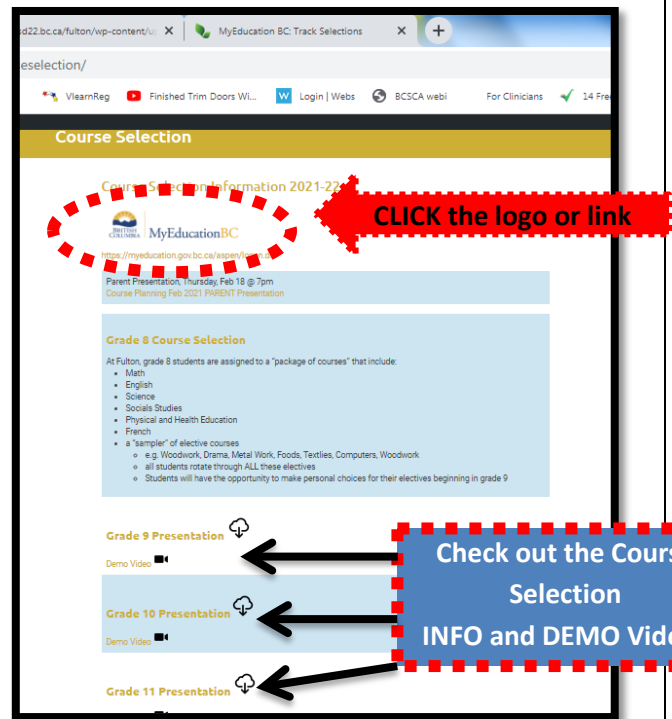 sd22.bc.ca/fulton/wp-content/u X MyEducation BC: Track Selections X +
eselection/
VlearnReg Finished Trim Doors Wi... W Login | Webs BCSCA webi For Clinicians 14 Free
Course Selection
Course Selection Information 2021-22
BRITISH COLUMBIA MyEducationBC
CLICK the logo or link
https://myeducation.gov.bc.ca/aspen/logon.d
Parent Presentation, Thursday, Feb 18 @ 7pm
Course Planning Feb 2021 PARENT Presentation
Grade 8 Course Selection
At Fulton, grade 8 students are assigned to a "package of courses" that include:
• Math
• English
• Science
• Socials Studies
• Physical and Health Education
• French
• a "sampler" of elective courses
o e.g. Woodwork, Drama, Metal Work, Foods, Textlies, Computers, Woodwork
o all students rotate through ALL these electives
o Students will have the opportunity to make personal choices for their electives beginning in grade 9
Grade 9 Presentation
Demo Video
Check out the Cours
Selection
INFO and DEMO Vide
Grade 10 Presentation
Demo Video
Grade 11 Presentation